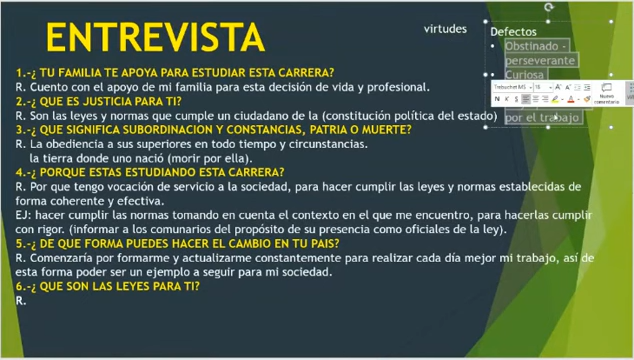 ENTREVISTA
virtudes
Defectos
Obstinado -
perseverante
Curiosa
Trebuchet MS 18
N K S
Nuevo
comentario
por el trabajo
1.-¿ TU FAMILIA TE APOYA PARA ESTUDIAR ESTA CARRERA?
R. Cuento con el apoyo de mi familia para esta decisión de vida y profesional.
2.-¿ QUE ES JUSTICIA PARA TI?
R. Son las leyes y normas que cumple un ciudadano de la (constitución política del estado)
3.-¿ QUE SIGNIFICA SUBORDINACION Y CONSTANCIAS, PATRIA O MUERTE?
R. La obediencia a sus superiores en todo tiempo y circunstancias.
la tierra donde uno nació (morir por ella).
4.-¿ PORQUE ESTAS ESTUDIANDO ESTA CARRERA?
R. Por que tengo vocación de servicio a la sociedad, para hacer cumplir las leyes y normas establecidas de
forma coherente y efectiva.
EJ: hacer cumplir las normas tomando en cuenta el contexto en el que me encuentro, para hacerlas cumplir
con rigor. (informar a los comunarios del propósito de su presencia como oficiales de la ley).
5.-¿ DE QUE FORMA PUEDES HACER EL CAMBIO EN TU PAIS?
R. Comenzaría por formarme y actualizarme constantemente para realizar cada día mejor mi trabajo, así de
esta forma poder ser un ejemplo a seguir para mi sociedad.
6.-¿ QUE SON LAS LEYES PARA TI?
R.